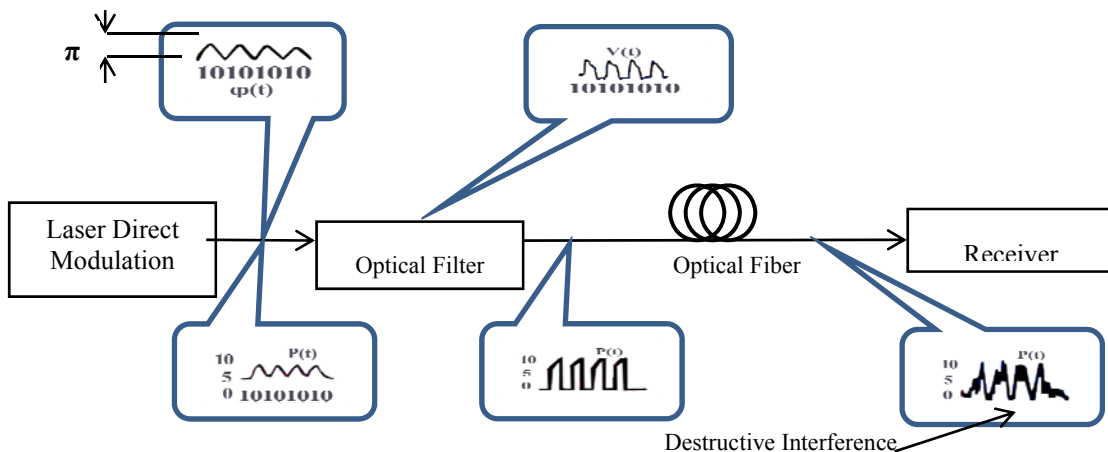 π
10101010
φ(t)
V(t)
10101010
Laser Direct
Modulation
Optical Filter
Optical Fiber
Receiver
P(t)
10
5
0 10101010
P(t)
10
5
0
P(t)
10
5
0
Destructive Interference